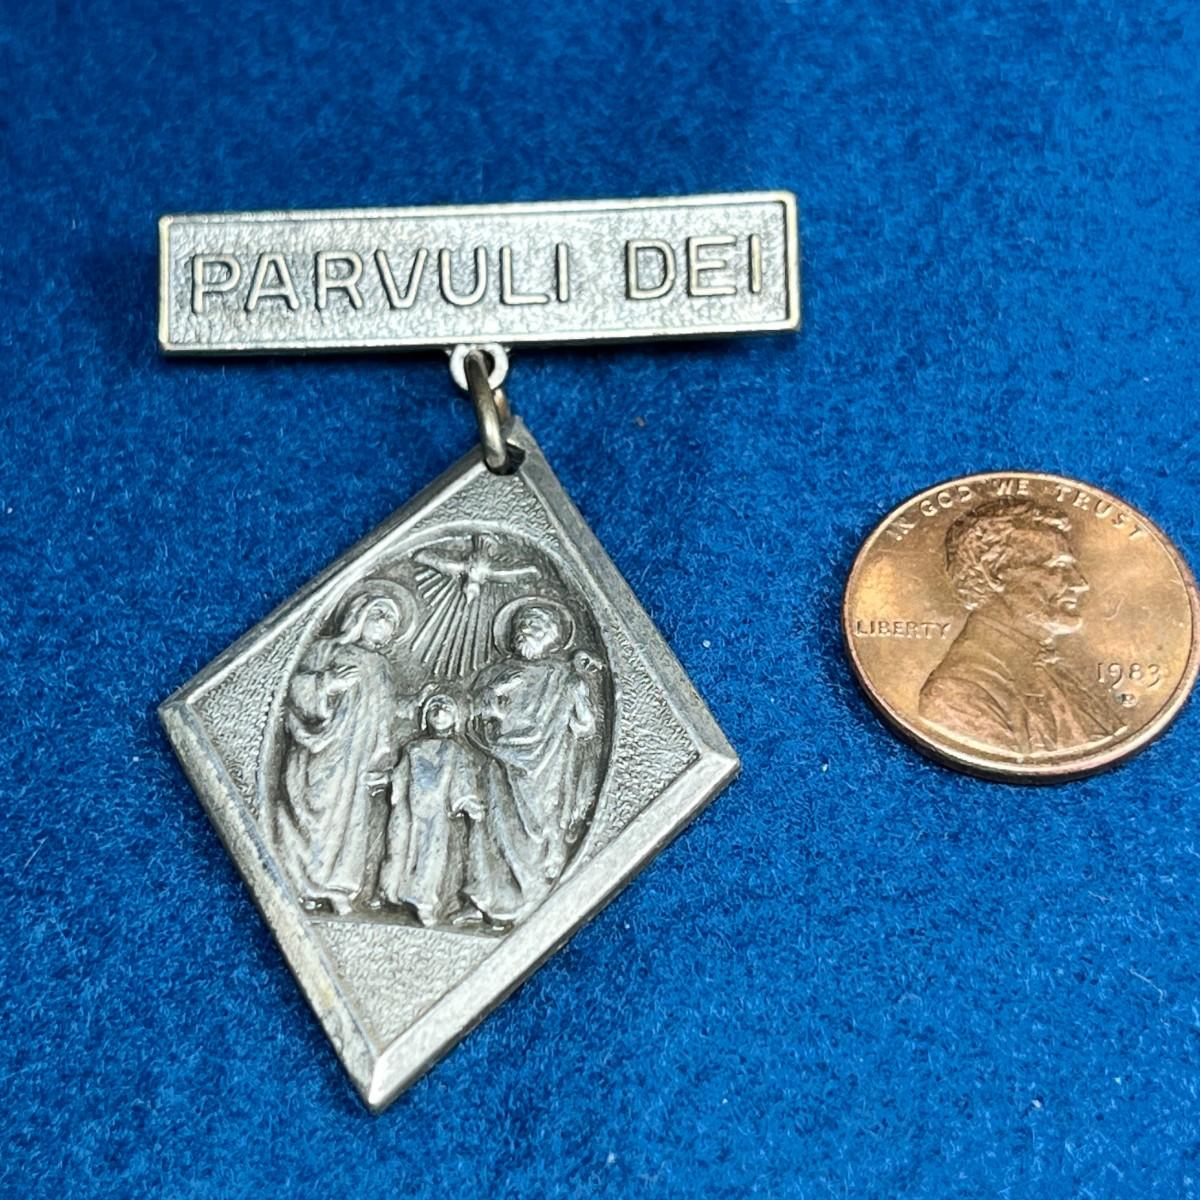 PARVULI DEI
IN GOD WE TRUST
LIBERTY
1983
D